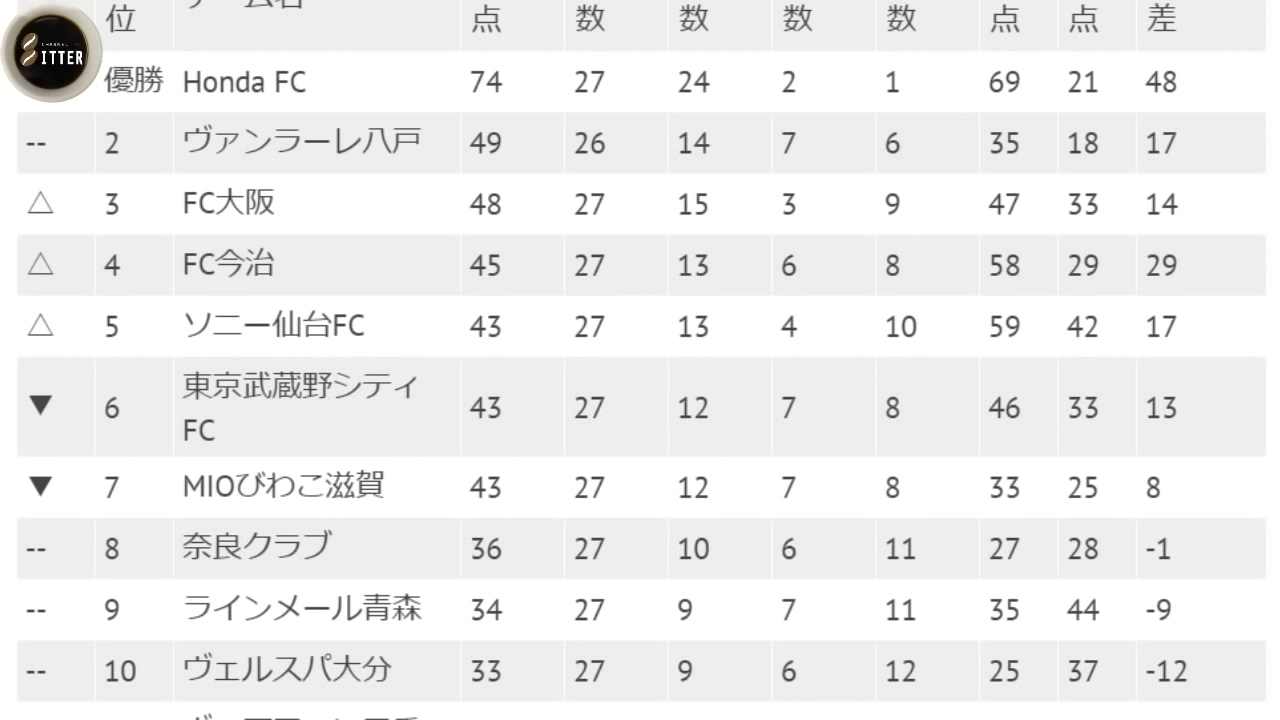 位 点 数 数 数 数 点 点 差
ITTER
優勝 Honda FC 74 27 24 2 1 69 21 48
-- 2 ヴァンラーレ八戸 49 26 14 7 6 35 18 17
△ 3 FC大阪 48 27 15 3 9 47 33 14
△ 4 FC今治 45 27 13 6 8 58 29 29
△ 5 ソニー仙台FC 43 27 13 4 10 59 42 17
▼ 6 東京武蔵野シティ 43 27 12 7 8 46 33 13
FC
▼ 7 MIOびわこ滋賀 43 27 12 7 8 33 25 8
-- 8 奈良クラブ 36 27 10 6 11 27 28 -1
-- 9 ラインメール青森 34 27 9 7 11 35 44 -9
-- 10 ヴェルスパ大分 33 27 9 6 12 25 37 -12